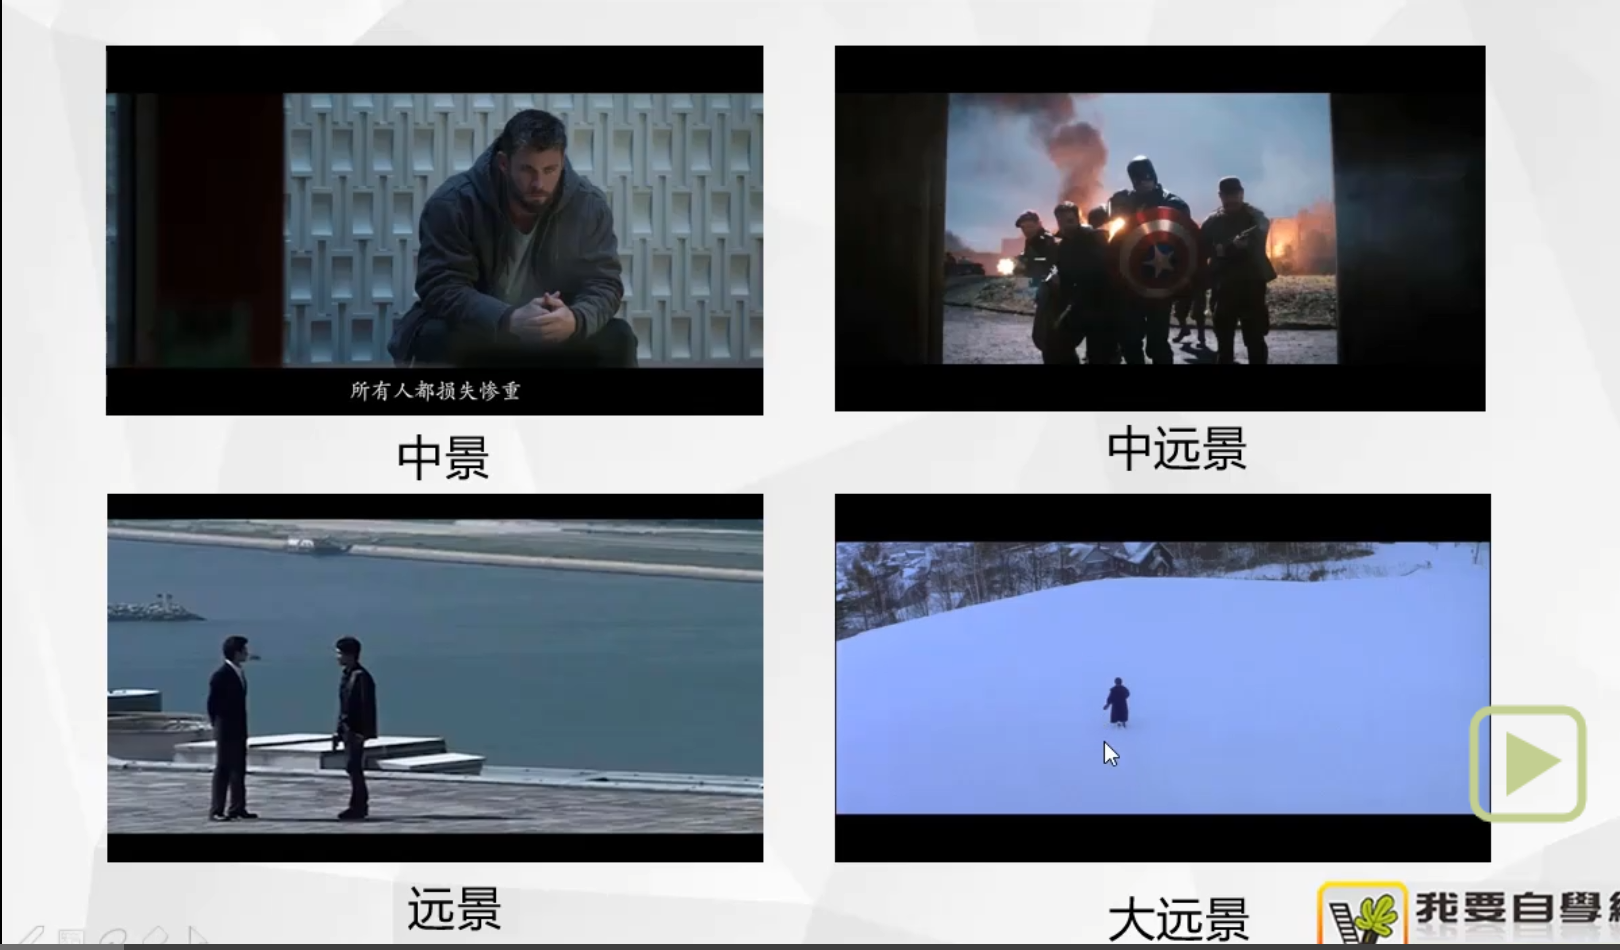 所有人都损失惨重
中景
中远景
远景
大远景
我要自學